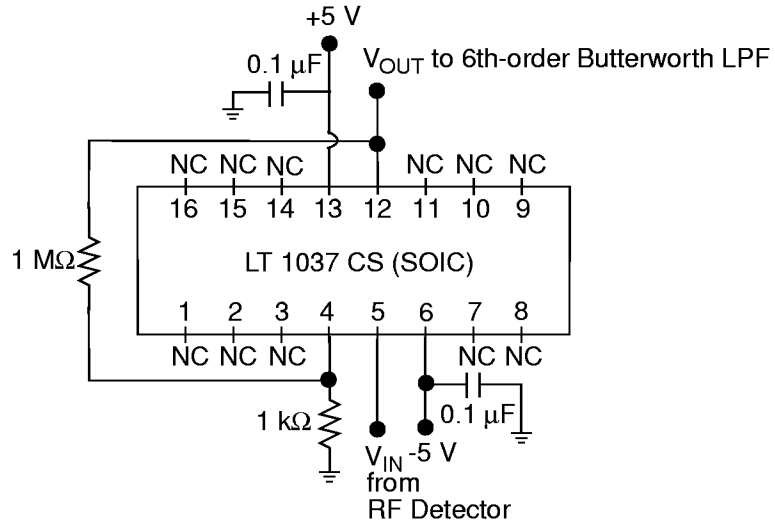 +5 V
0.1 μF
V_OUT to 6th-order Butterworth LPF
NC NC NC NC NC NC
16 15 14 13 12 11 10 9
1 MΩ
LT 1037 CS (SOIC)
1 2 3 4 5 6 7 8
NC NC NC NC NC
1 kΩ
0.1 μF
V_IN -5 V
from
RF Detector